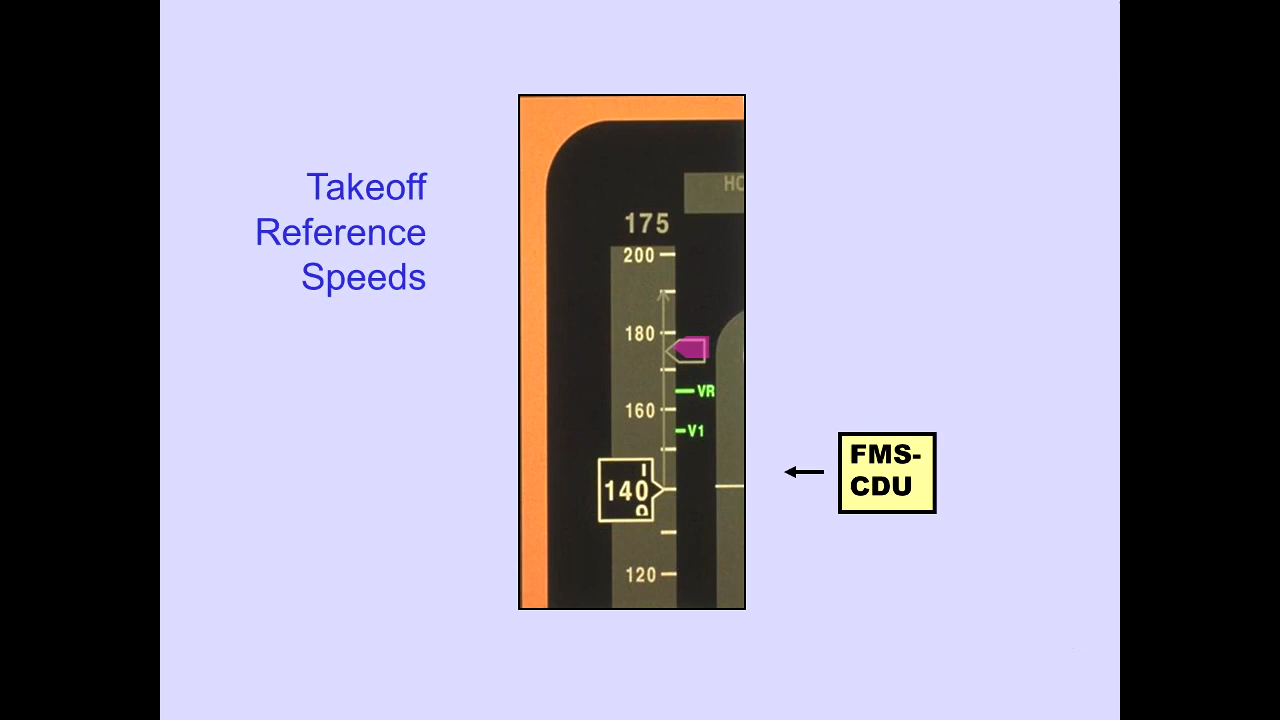 Takeoff
Reference
Speeds
175
200
180
VR
160
V1
140
120
FMS-
CDU